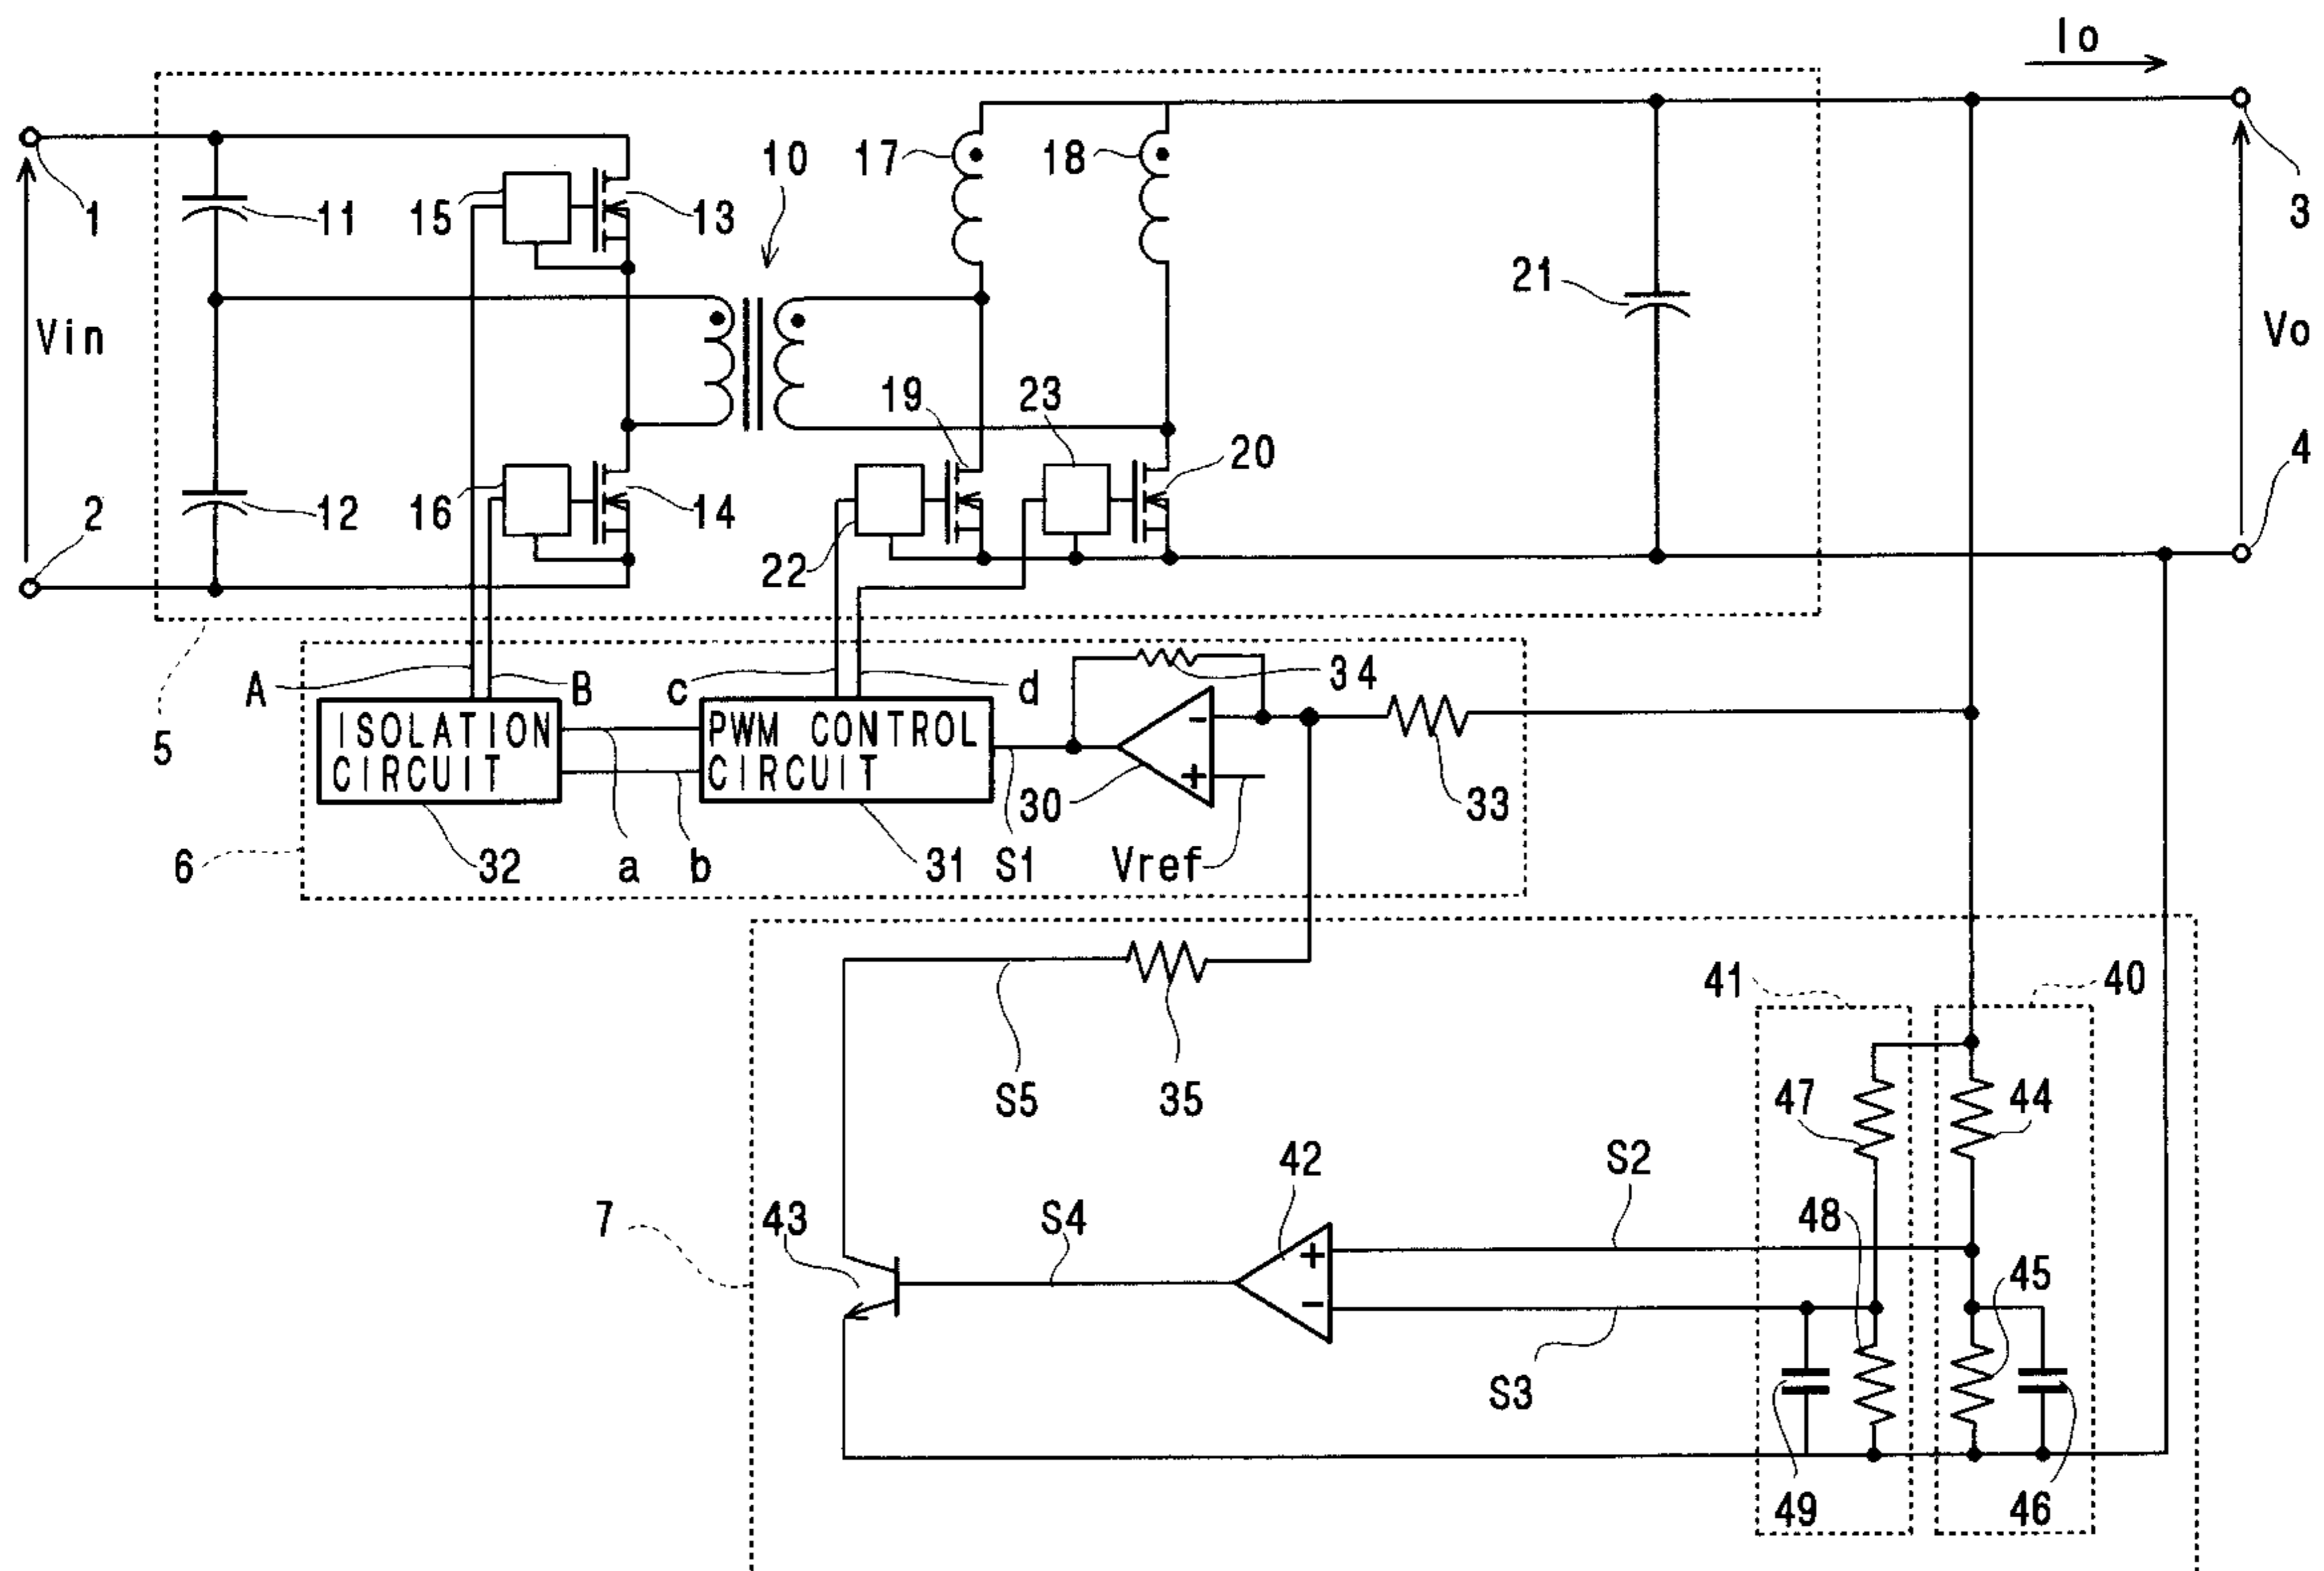 Io
10
17
18
1
11
15
13
3
21
Vin
Vo
19
23
2
12
16
14
20
4
22
A
B
c
d
34
5
ISOLATION
CIRCUIT
PWM CONTROL
CIRCUIT
-
+
30
33
6
32
a
b
31
S1
Vref
41
40
S5
35
47
44
42
S2
7
43
S4
48
+
-
45
S3
49
46